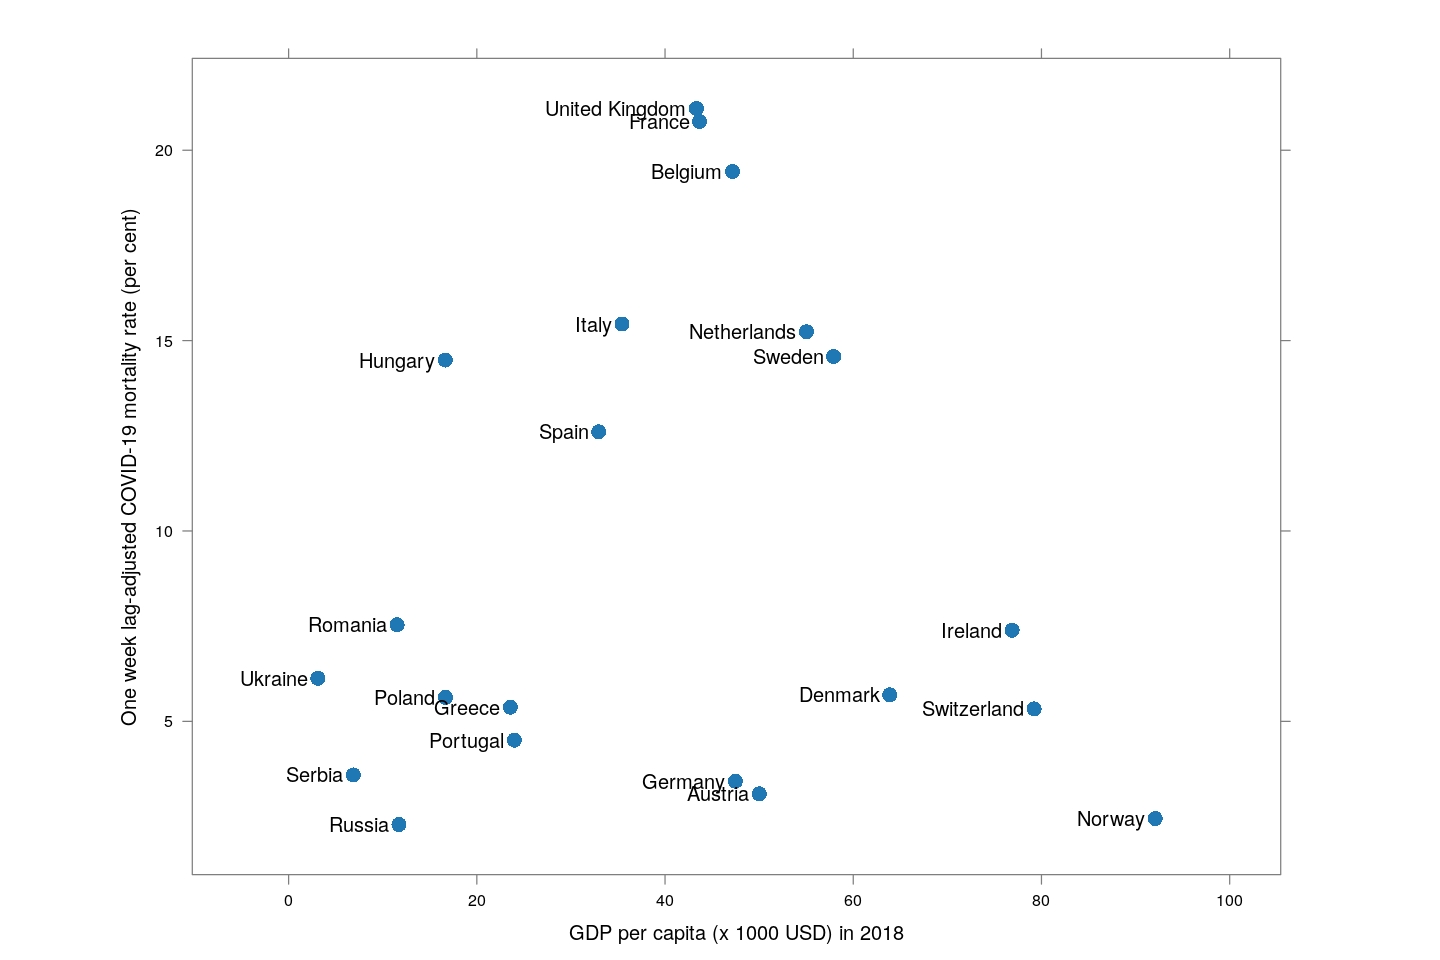 United Kingdom
France
20
Belgium
One week lag-adjusted COVID-19 mortality rate (per cent)
Italy
Netherlands
15
Sweden
Hungary
Spain
10
Romania
Ireland
Ukraine
Poland
Denmark
Greece
Switzerland
5
Portugal
Serbia
Germany
Austria
Norway
Russia
0 20 40 60 80 100
GDP per capita (x 1000 USD) in 2018